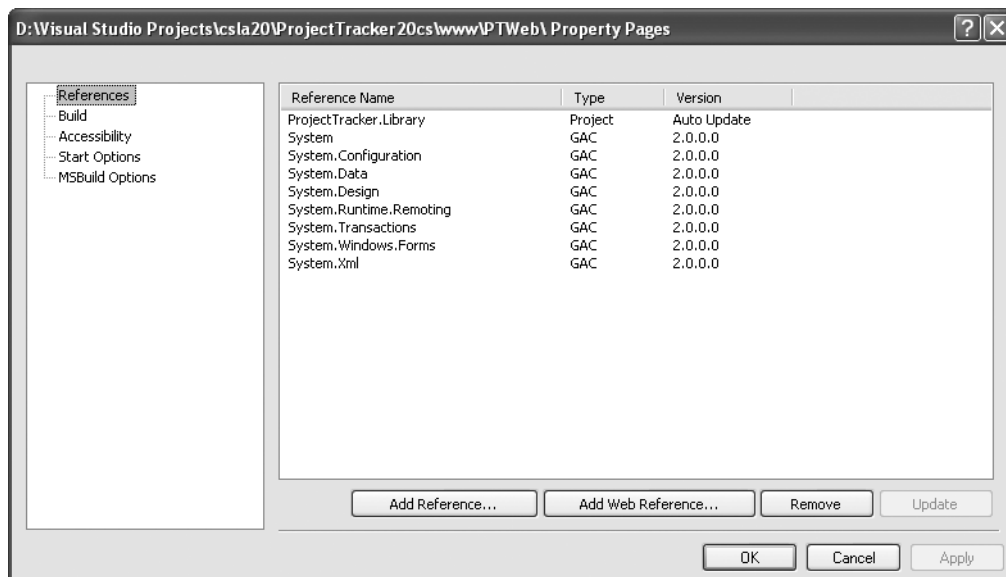 D:\Visual Studio Projects\csla20\ProjectTracker20cs\www\PTWeb\ Property Pages
References
Build
Accessibility
Start Options
MSBuild Options
Reference Name Type Version
ProjectTracker.Library Project Auto Update
System GAC 2.0.0.0
System.Configuration GAC 2.0.0.0
System.Data GAC 2.0.0.0
System.Design GAC 2.0.0.0
System.Runtime.Remoting GAC 2.0.0.0
System.Transactions GAC 2.0.0.0
System.Windows.Forms GAC 2.0.0.0
System.Xml GAC 2.0.0.0
Add Reference... Add Web Reference... Remove Update
OK Cancel Apply